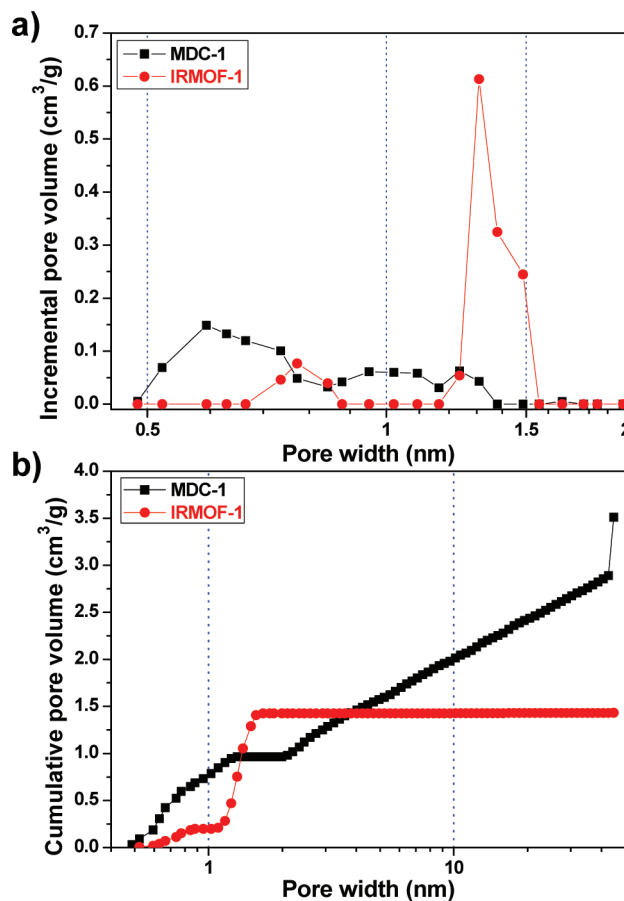 a)
0.7
0.6
0.5
0.4
0.3
0.2
0.1
0.0
Incremental pore volume (cm³/g)
MDC-1
IRMOF-1
0.5
1
1.5
2
Pore width (nm)
b)
4.0
3.5
3.0
2.5
2.0
1.5
1.0
0.5
0.0
Cumulative pore volume (cm³/g)
MDC-1
IRMOF-1
1
10
Pore width (nm)